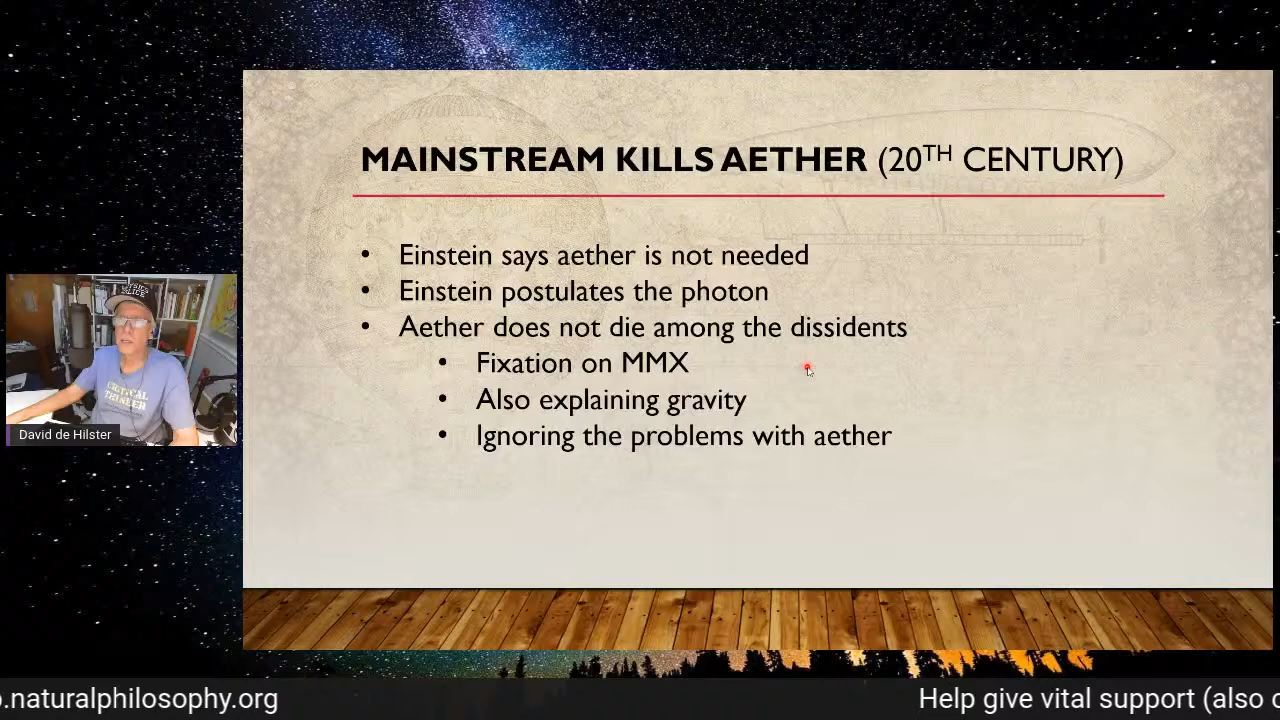 MAINSTREAM KILLS AETHER (20TH CENTURY)
• Einstein says aether is not needed
• Einstein postulates the photon
• Aether does not die among the dissidents
• Fixation on MMX
• Also explaining gravity
• Ignoring the problems with aether
CRITICAL
THINKER
David de Hilster
.naturalphilosophy.org
Help give vital support (also